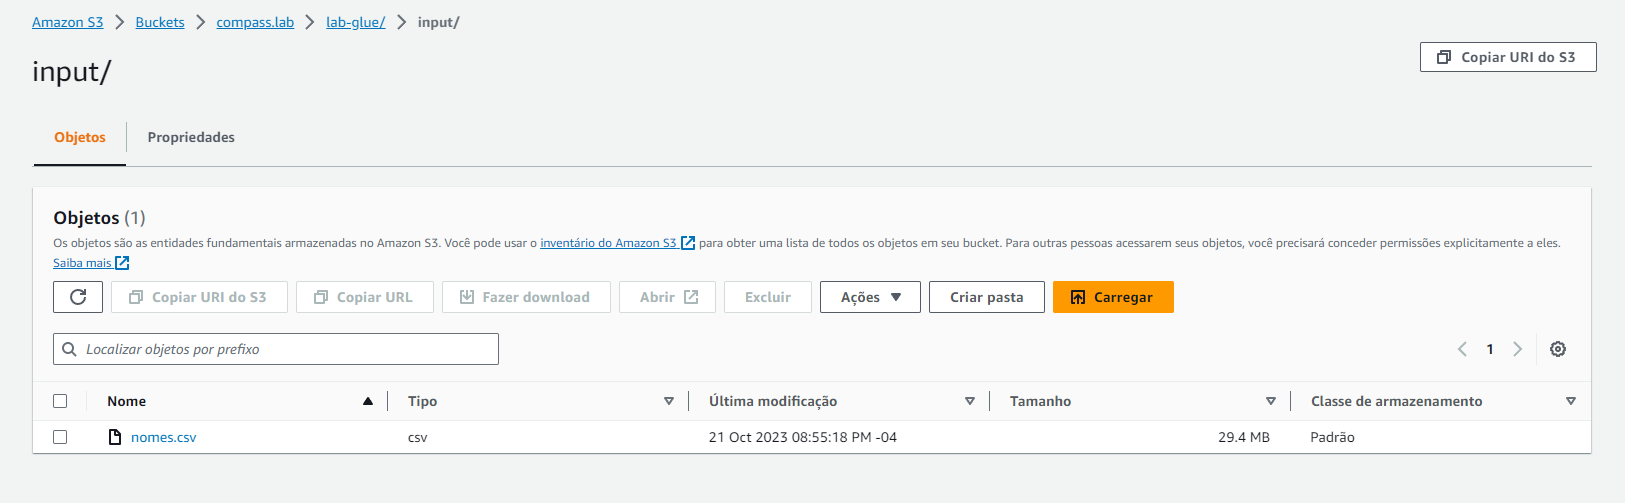 Amazon S3 > Buckets > compass.lab > lab-glue/ > input/
input/
Copiar URI do S3
Objetos Propriedades
Objetos (1)
Os objetos são as entidades fundamentais armazenadas no Amazon S3. Você pode usar o inventário do Amazon S3 para obter uma lista de todos os objetos em seu bucket. Para outras pessoas acessarem seus objetos, você precisará conceder permissões explicitamente a eles.
Saiba mais
Copiar URI do S3 Copiar URL Fazer download Abrir Excluir Ações Criar pasta Carregar
Localizar objetos por prefixo
1
Nome Tipo Última modificação Tamanho Classe de armazenamento
nomes.csv csv 21 Oct 2023 08:55:18 PM -04 29.4 MB Padrão